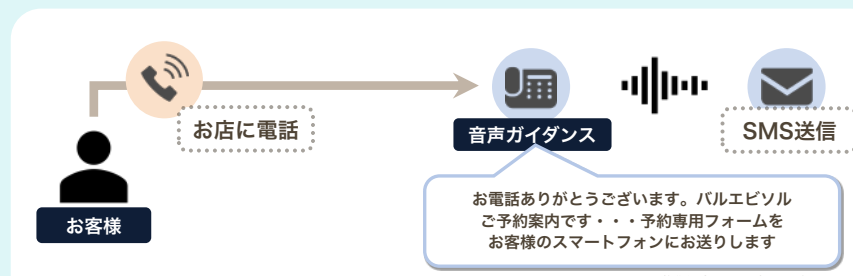 お店に電話
音声ガイダンス
SMS送信
お客様
お電話ありがとうございます。バルエビソル
ご予約案内です・・・予約専用フォームを
お客様のスマートフォンにお送りします